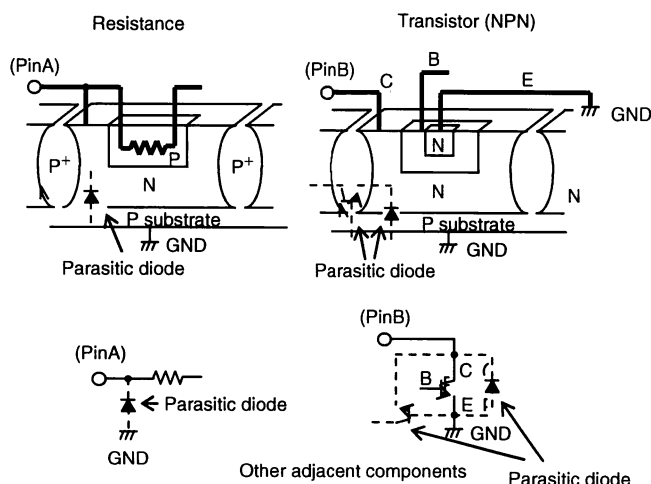 Resistance
Transistor (NPN)
(PinA)
(PinB)
C
B
E
GND
P+
P
P+
N
N
N
N
P substrate
GND
P substrate
GND
Parasitic diode
Parasitic diode
(PinA)
Parasitic diode
GND
(PinB)
C
B
E
GND
Other adjacent components
Parasitic diode